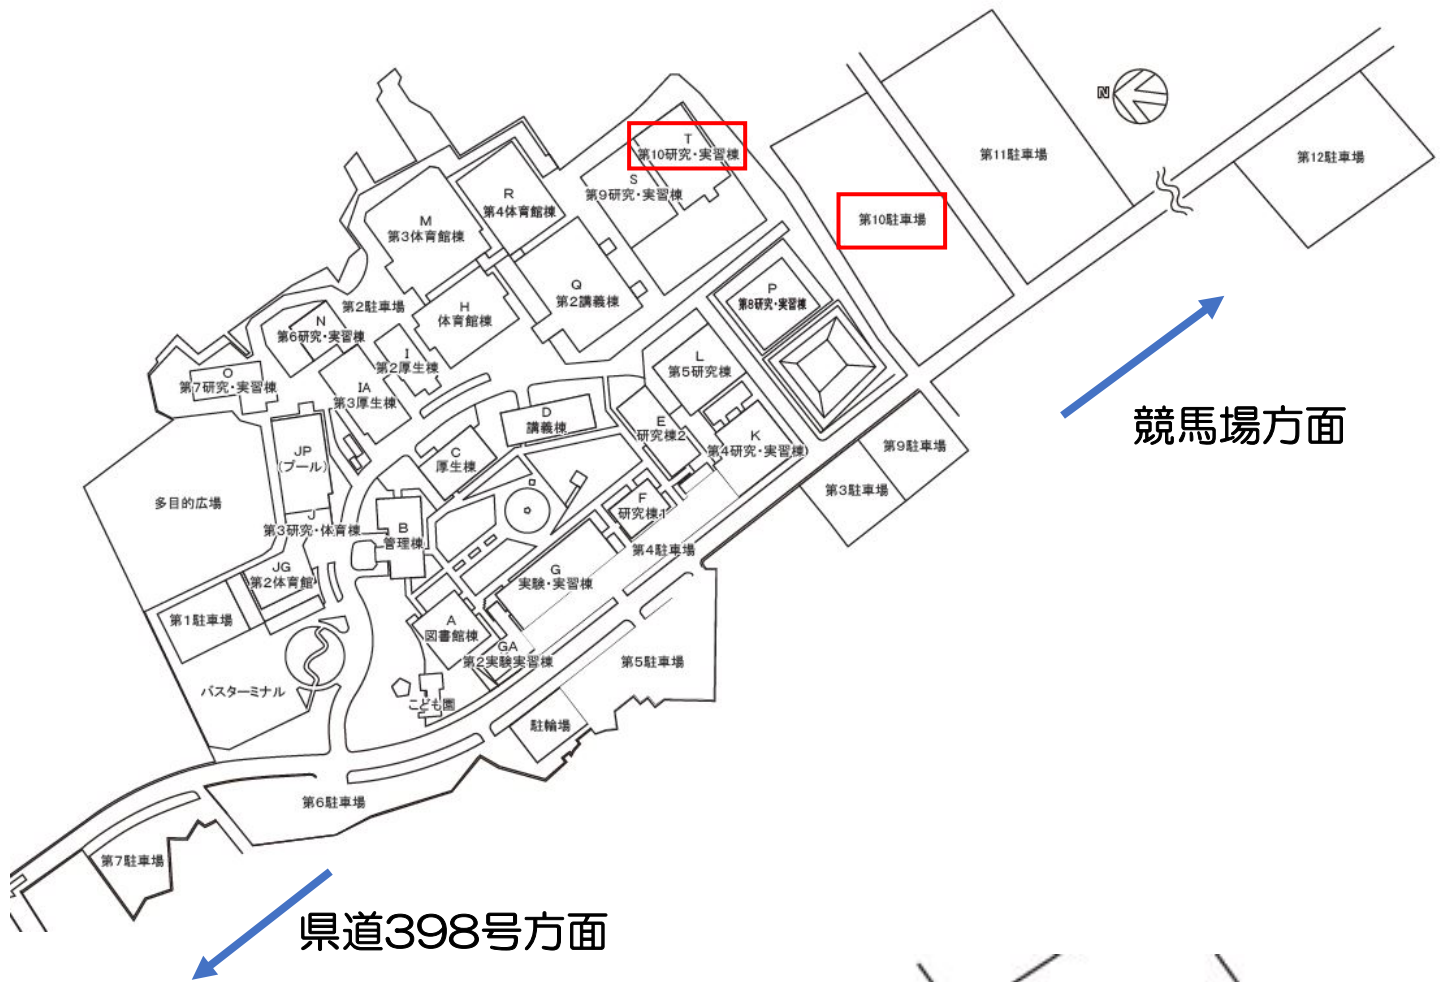 N
T
第10研究・実習棟
第11駐車場
第12駐車場
S
第9研究・実習棟
R
第4体育館棟
第10駐車場
M
第3体育館棟
Q
第2講義棟
P
第8研究・実習棟
第2駐車場
H
体育館棟
N
第6研究・実習棟
I
第2厚生棟
L
第5研究棟
O
第7研究・実習棟
IA
第3厚生棟
D
講義棟
E
研究棟2
K
第4研究・実習棟
競馬場方面
第9駐車場
JP
(プール)
C
厚生棟
第3駐車場
多目的広場
J
第3研究・体育棟
B
管理棟
F
研究棟1
第4駐車場
JG
第2体育館
G
実験・実習棟
第1駐車場
A
図書館棟
GA
第2実験実習棟
第5駐車場
バスターミナル
こども園
駐輪場
第6駐車場
第7駐車場
県道398号方面